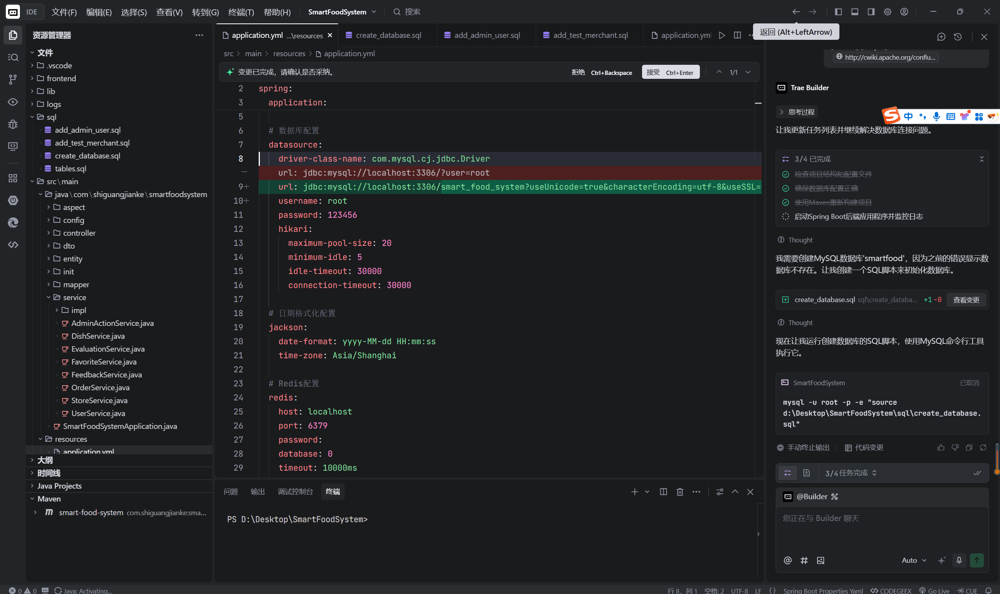 IDE 文件(F) 编辑(E) 选择(S) 查看(V) 转到(G) 终端(T) 帮助(H) SmartFoodSystem 搜索
返回 (Alt+LeftArrow)
资源管理器
文件
.vscode
frontend
lib
logs
sql
add_admin_user.sql
add_test_merchant.sql
create_database.sql
tables.sql
src\main
java\com\shiguangjianke\smartfoodsystem
aspect
config
controller
dto
entity
init
mapper
service
impl
AdminActionService.java
DishService.java
EvaluationService.java
FavoriteService.java
FeedbackService.java
OrderService.java
StoreService.java
UserService.java
SmartFoodSystemApplication.java
resources
application.yml
大纲
时间线
Java Projects
Maven
smart-food-system com.shiguangjianke:sma...
application.yml ...\resources create_database.sql add_admin_user.sql add_test_merchant.sql application.yml
src > main > resources > application.yml
变更已完成，请确认是否采纳。 拒绝 Ctrl+Backspace 接受 Ctrl+Enter 1/1
2 spring:
3 application:
5
6 # 数据库配置
7 datasource:
8 driver-class-name: com.mysql.cj.jdbc.Driver
— url: jdbc:mysql://localhost:3306/?user=root
9+ url: jdbc:mysql://localhost:3306/smart_food_system?useUnicode=true&characterEncoding=utf-8&useSSL=
10+ username: root
11 password: 123456
12 hikari:
13 maximum-pool-size: 20
14 minimum-idle: 5
15 idle-timeout: 30000
16 connection-timeout: 30000
17
18 # 日期格式化配置
19 jackson:
20 date-format: yyyy-MM-dd HH:mm:ss
21 time-zone: Asia/Shanghai
22
23 # Redis配置
24 redis:
25 host: localhost
26 port: 6379
27 password:
28 database: 0
29 timeout: 10000ms
问题 输出 调试控制台 终端
PS D:\Desktop\SmartFoodSystem>
http://cwiki.apache.org/conflu...
Trae Builder
思考过程
中
让我更新任务列表并继续解决数据库连接问题。
3/4 已完成
检查项目结构和配置文件
确保数据库配置正确
使用Maven重新构建项目
启动Spring Boot后端应用程序并监控日志
Thought
我需要创建MySQL数据库'smartfood'，因为之前的错误显示数
据库不存在。让我创建一个SQL脚本来初始化数据库。
create_database.sql sql\create_databa... +1 -0 查看变更
Thought
现在让我运行创建数据库的SQL脚本，使用MySQL命令行工具
执行它。
SmartFoodSystem 已取消
mysql -u root -p -e "source
d:\Desktop\SmartFoodSystem\sql\create_database.
sql"
手动终止输出 代码变更
3/4 任务完成
@Builder
您正在与 Builder 聊天
Auto
0 0 Java: Activating... 行 8，列 1 空格: 2 UTF-8 LF {} Spring Boot Properties Yaml CODEGEEX Go Live CUE